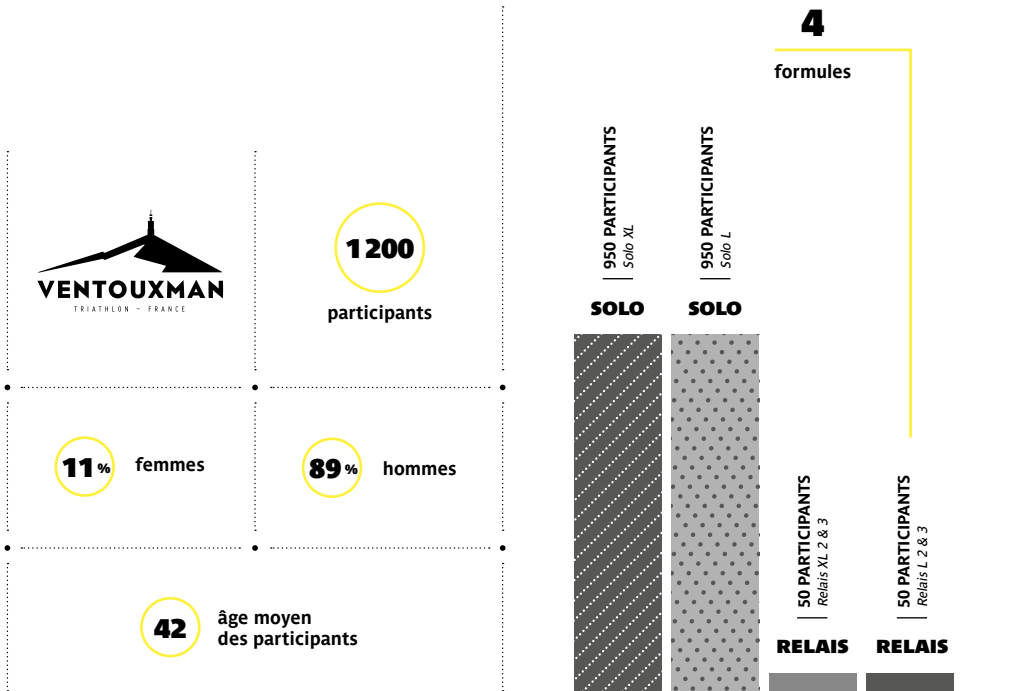 VENTOUXMAN
TRIATHLON - FRANCE
1200
participants
11 %
femmes
89 %
hommes
42
âge moyen
des participants
4
formules
950 PARTICIPANTS
Solo XL
SOLO
950 PARTICIPANTS
Solo L
SOLO
50 PARTICIPANTS
Relais XL 2 & 3
RELAIS
50 PARTICIPANTS
Relais L 2 & 3
RELAIS